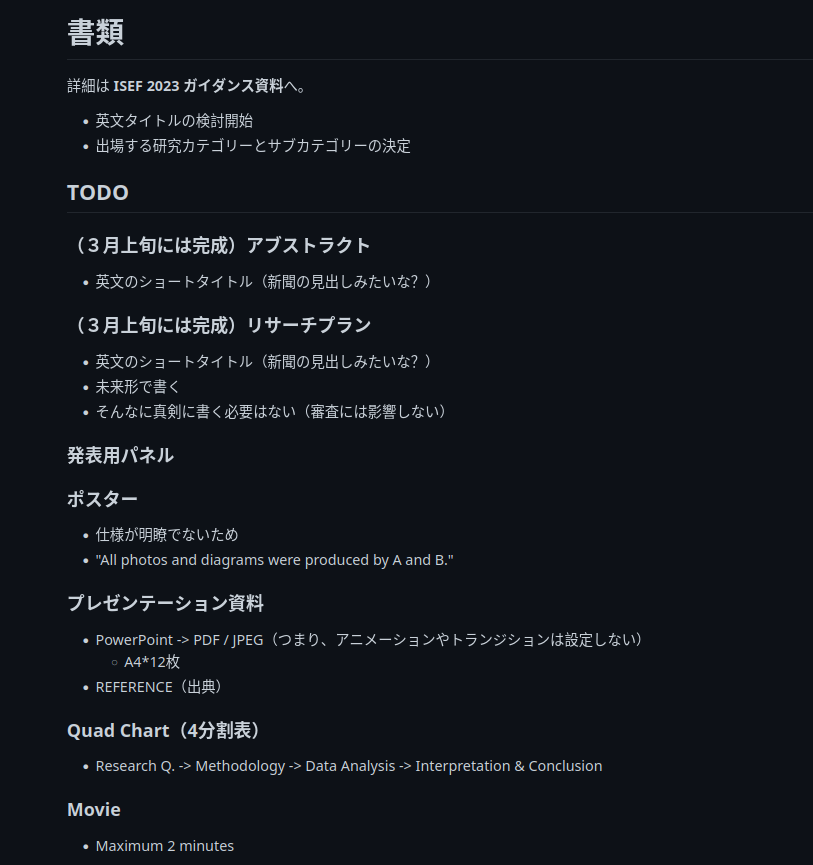 書類
詳細は ISEF 2023 ガイダンス資料へ。
英文タイトルの検討開始
出場する研究カテゴリーとサブカテゴリーの決定
TODO
（３月上旬には完成）アブストラクト
英文のショートタイトル（新聞の見出しみたいな？）
（３月上旬には完成）リサーチプラン
英文のショートタイトル（新聞の見出しみたいな？）
未来形で書く
そんなに真剣に書く必要はない（審査には影響しない）
発表用パネル
ポスター
仕様が明瞭でないため
"All photos and diagrams were produced by A and B."
プレゼンテーション資料
PowerPoint -> PDF / JPEG（つまり、アニメーションやトランジションは設定しない）
A4*12枚
REFERENCE（出典）
Quad Chart（4分割表）
Research Q. -> Methodology -> Data Analysis -> Interpretation & Conclusion
Movie
Maximum 2 minutes